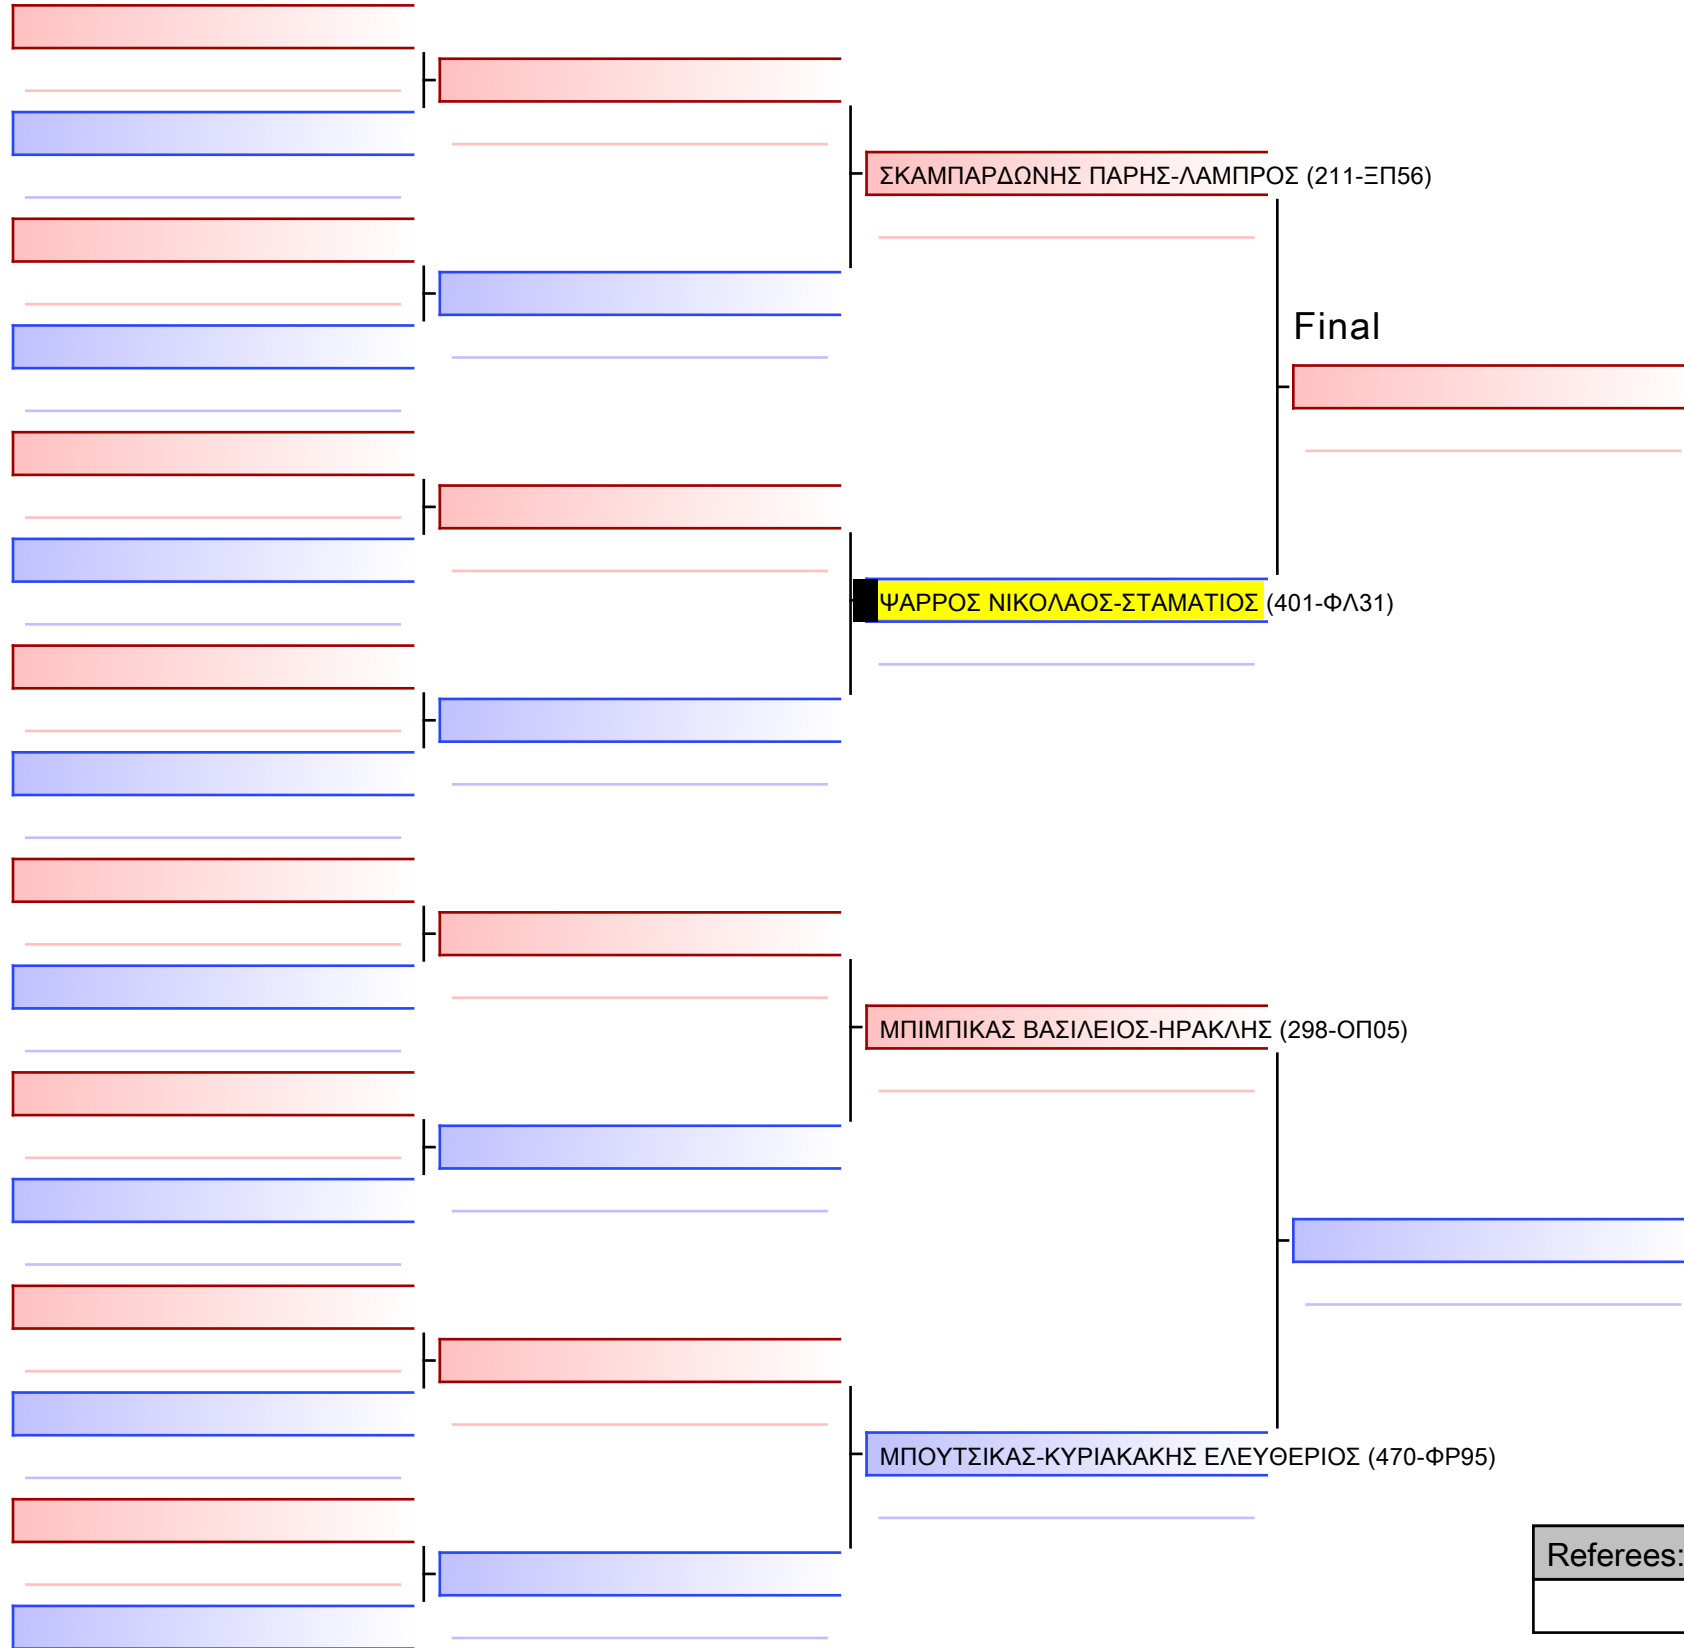 ΣΚΑΜΠΑΡΔΩΝΗΣ ΠΑΡΗΣ-ΛΑΜΠΡΟΣ (211-ΞΠ56)
Final
ΨΑΡΡΟΣ ΝΙΚΟΛΑΟΣ-ΣΤΑΜΑΤΙΟΣ (401-ΦΛ31)
ΜΠΙΜΠΙΚΑΣ ΒΑΣΙΛΕΙΟΣ-ΗΡΑΚΛΗΣ (298-ΟΠ05)
ΜΠΟΥΤΣΙΚΑΣ-ΚΥΡΙΑΚΑΚΗΣ ΕΛΕΥΘΕΡΙΟΣ (470-ΦΡ95)
Referees: